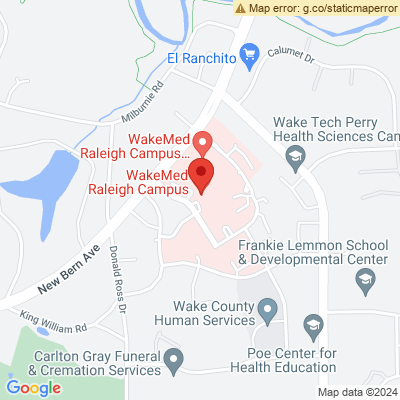 Map error: g.co/staticmaperror
El Ranchito
Calumet Dr
Milburnie Rd
Wake Tech Perry
Health Sciences Cam
WakeMed
Raleigh Campus...
WakeMed
Raleigh Campus
New Bern Ave
Donald Ross Dr
Frankie Lemmon School
& Developmental Center
King William Rd
Wake County
Human Services
Carlton Gray Funeral
& Cremation Services
Poe Center for
Health Education
Google
Map data ©2024